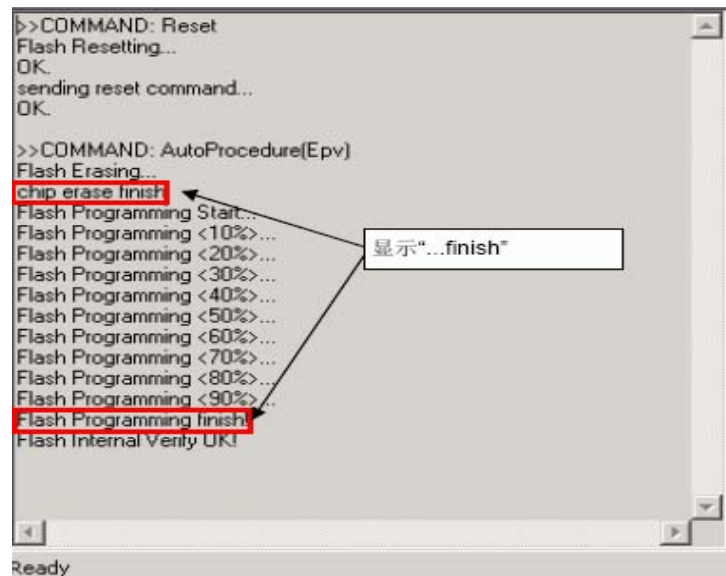 >>COMMAND: Reset
Flash Resetting...
OK.
sending reset command...
OK.
>>COMMAND: AutoProcedure(Epv)
Flash Erasing...
chip erase finish
Flash Programming Start...
Flash Programming <10%>...
Flash Programming <20%>...
Flash Programming <30%>...
Flash Programming <40%>...
Flash Programming <50%>...
Flash Programming <60%>...
Flash Programming <70%>...
Flash Programming <80%>...
Flash Programming <90%>...
Flash Programming finish!
Flash Internal Verify OK!
显示“...finish”
Ready